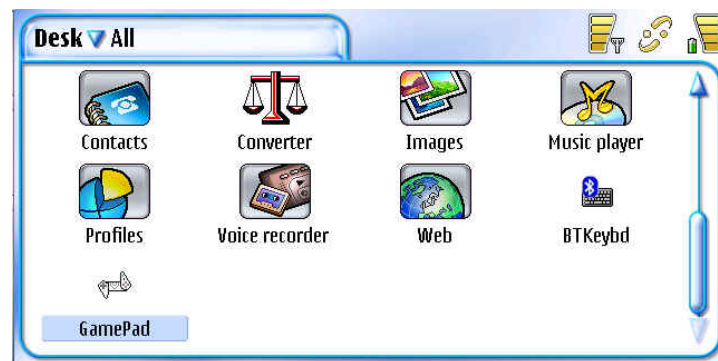 Desk All
Contacts Converter Images Music player
Profiles Voice recorder Web BTKeybd
GamePad